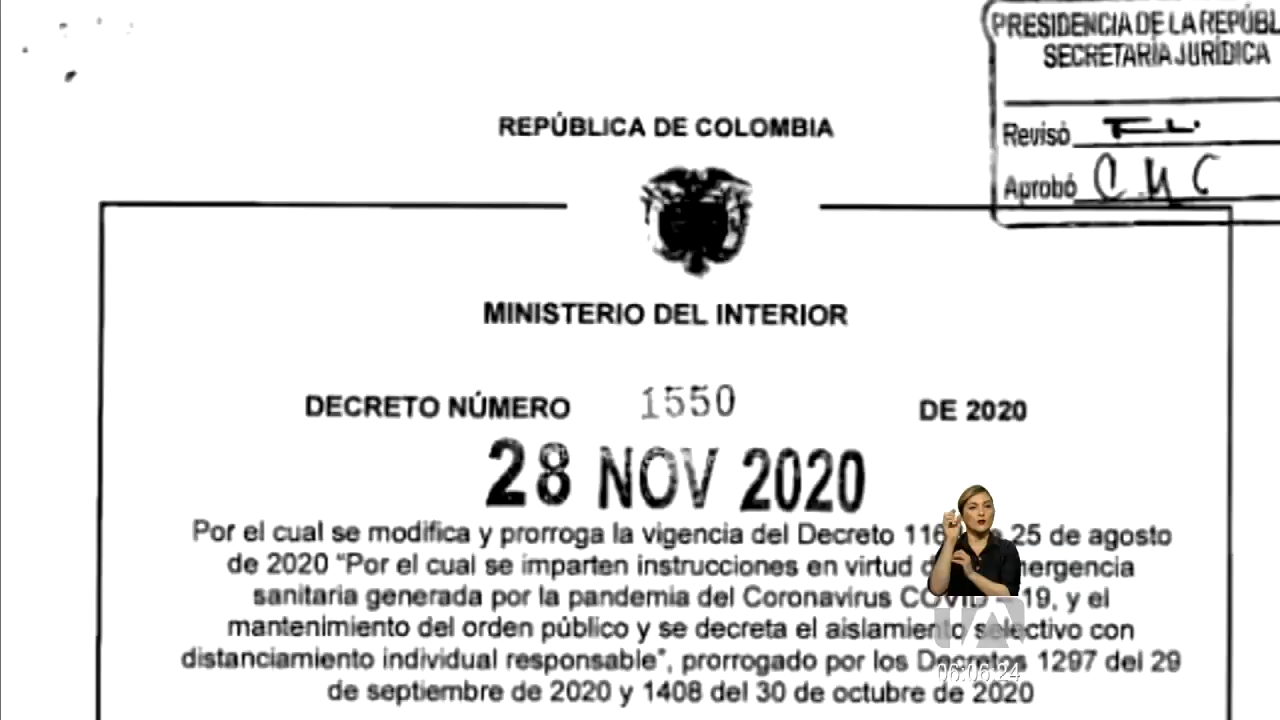 PRESIDENCIA DE LA REPÚBL
SECRETARÍA JURÍDICA
Revisó
Aprobó
REPÚBLICA DE COLOMBIA
MINISTERIO DEL INTERIOR
DECRETO NÚMERO 1550 DE 2020
28 NOV 2020
Por el cual se modifica y prorroga la vigencia del Decreto 25 de agosto
de 2020 “Por el cual se imparten instrucciones en virtud
sanitaria generada por la pandemia del Coronavirus COVID – 19, y el
mantenimiento del orden público y se decreta el aislamiento selectivo con
distanciamiento individual responsable”, prorrogado por los Decretos 1297 del 29
de septiembre de 2020 y 1408 del 30 de octubre de 2020
06:06:24